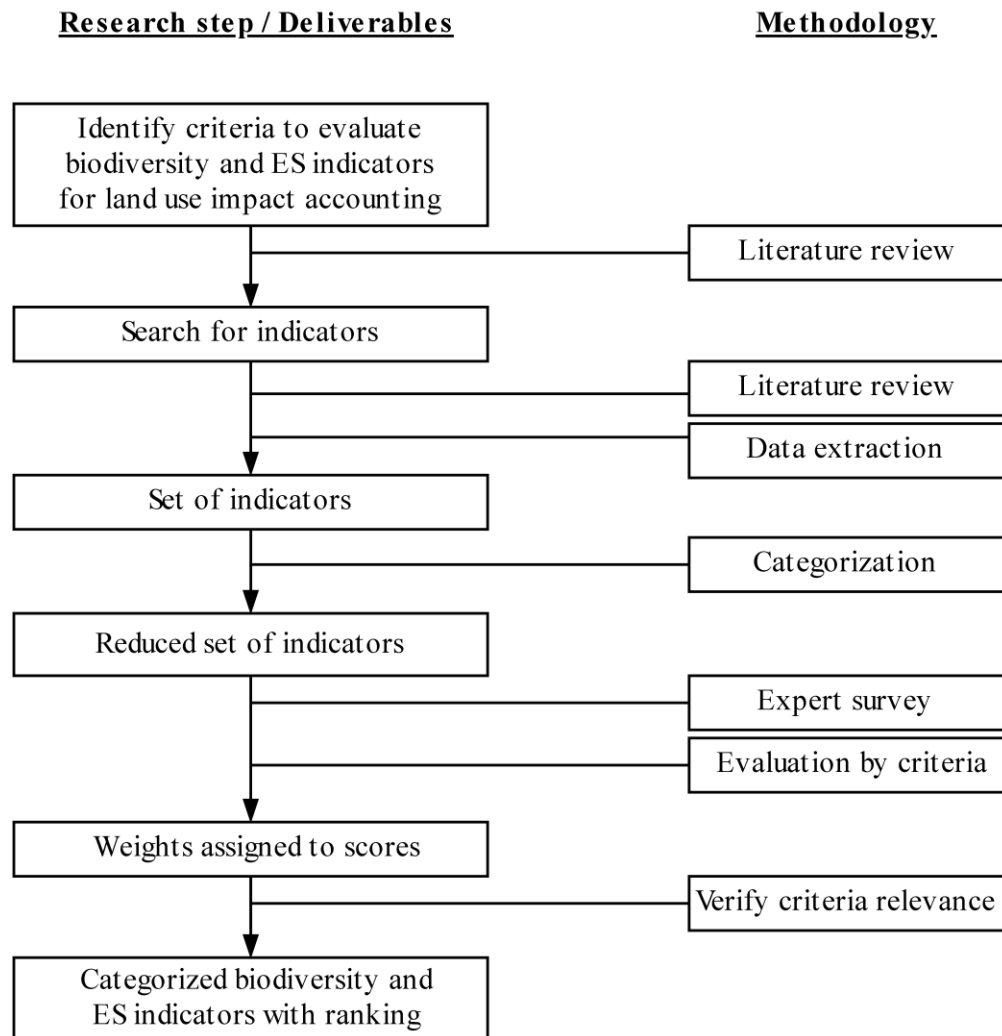 Research step / Deliverables
Methodology
Identify criteria to evaluate
biodiversity and ES indicators
for land use impact accounting
Literature review
Search for indicators
Literature review
Data extraction
Set of indicators
Categorization
Reduced set of indicators
Expert survey
Evaluation by criteria
Weights assigned to scores
Verify criteria relevance
Categorized biodiversity and
ES indicators with ranking